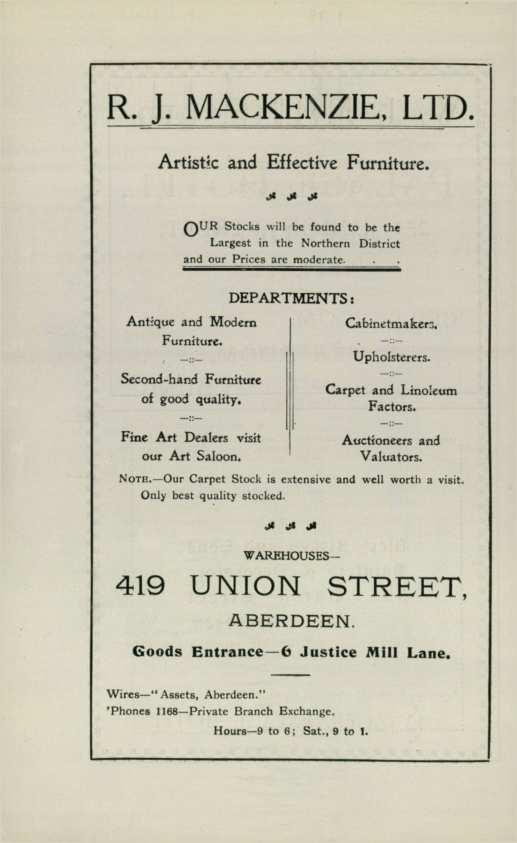 R. J. MACKENZIE, LTD.
Artistic and Effective Furniture.
OUR Stocks will be found to be the
Largest in the Northern District
and our Prices are moderate. . .
DEPARTMENTS:
Antique and Modern
Furniture.
—::—
Second-hand Furniture
of good quality.
—::—
Fine Art Dealers visit
our Art Saloon.
Cabinetmakers.
—::—
Upholsterers.
—::—
Carpet and Linoleum
Factors.
—::—
Auctioneers and
Valuators.
NOTE.—Our Carpet Stock is extensive and well worth a visit.
Only best quality stocked.
WAREHOUSES—
419 UNION STREET,
ABERDEEN.
Goods Entrance—6 Justice Mill Lane.
Wires—"Assets, Aberdeen."
'Phones 1168—Private Branch Exchange.
Hours—9 to 6; Sat., 9 to 1.